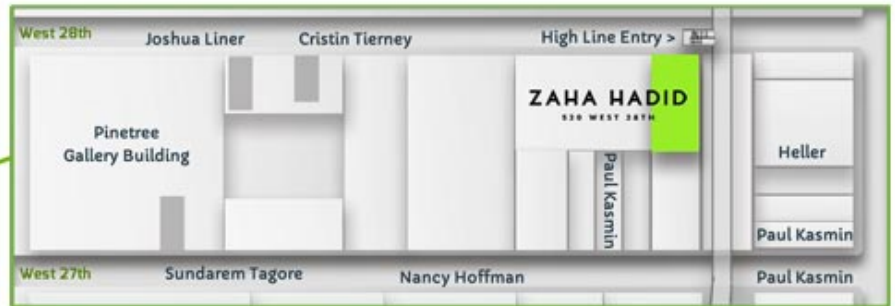 West 28th
Joshua Liner
Cristin Tierney
High Line Entry >
ZAHA HADID
520 WEST 28TH
Pinetree
Gallery Building
Heller
Paul Kasmin
Paul Kasmin
West 27th
Sundarem Tagore
Nancy Hoffman
Paul Kasmin